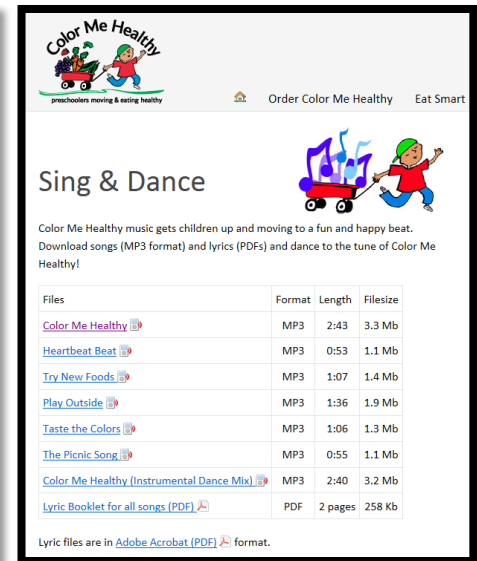 Color Me Healthy
preschoolers moving & eating healthy
Order Color Me Healthy Eat Smart
Sing & Dance
Color Me Healthy music gets children up and moving to a fun and happy beat.
Download songs (MP3 format) and lyrics (PDFs) and dance to the tune of Color Me
Healthy!
Files Format Length Filesize
Color Me Healthy MP3 2:43 3.3 Mb
Heartbeat Beat MP3 0:53 1.1 Mb
Try New Foods MP3 1:07 1.4 Mb
Play Outside MP3 1:36 1.9 Mb
Taste the Colors MP3 1:06 1.3 Mb
The Picnic Song MP3 0:55 1.1 Mb
Color Me Healthy (Instrumental Dance Mix) MP3 2:40 3.2 Mb
Lyric Booklet for all songs (PDF) PDF 2 pages 258 Kb
Lyric files are in Adobe Acrobat (PDF) format.